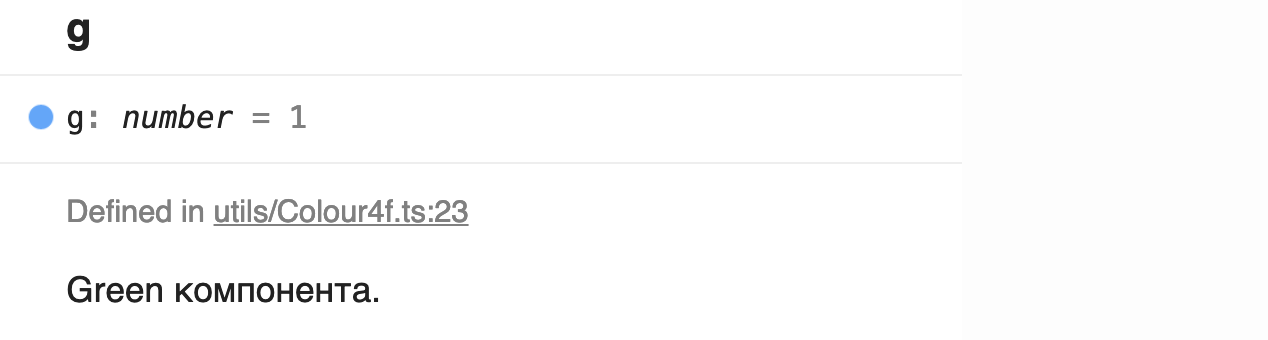 g
g: number = 1
Defined in utils/Colour4f.ts:23
Green компонента.